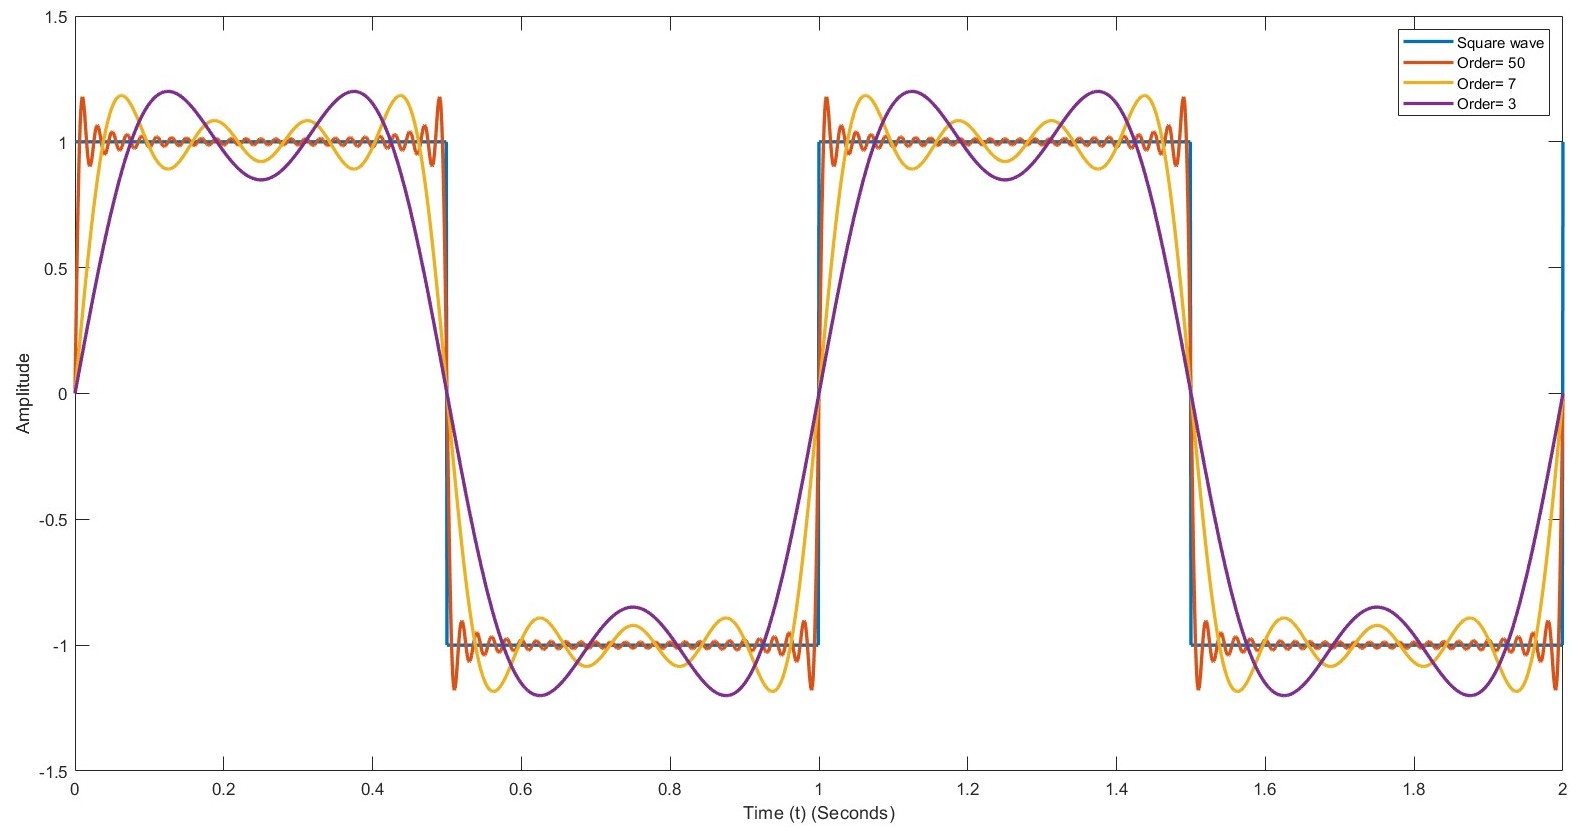 1.5
Square wave
Order= 50
Order= 7
Order= 3
1
0.5
0
-0.5
-1
-1.5
Amplitude
0 0.2 0.4 0.6 0.8 1 1.2 1.4 1.6 1.8 2
Time (t) (Seconds)